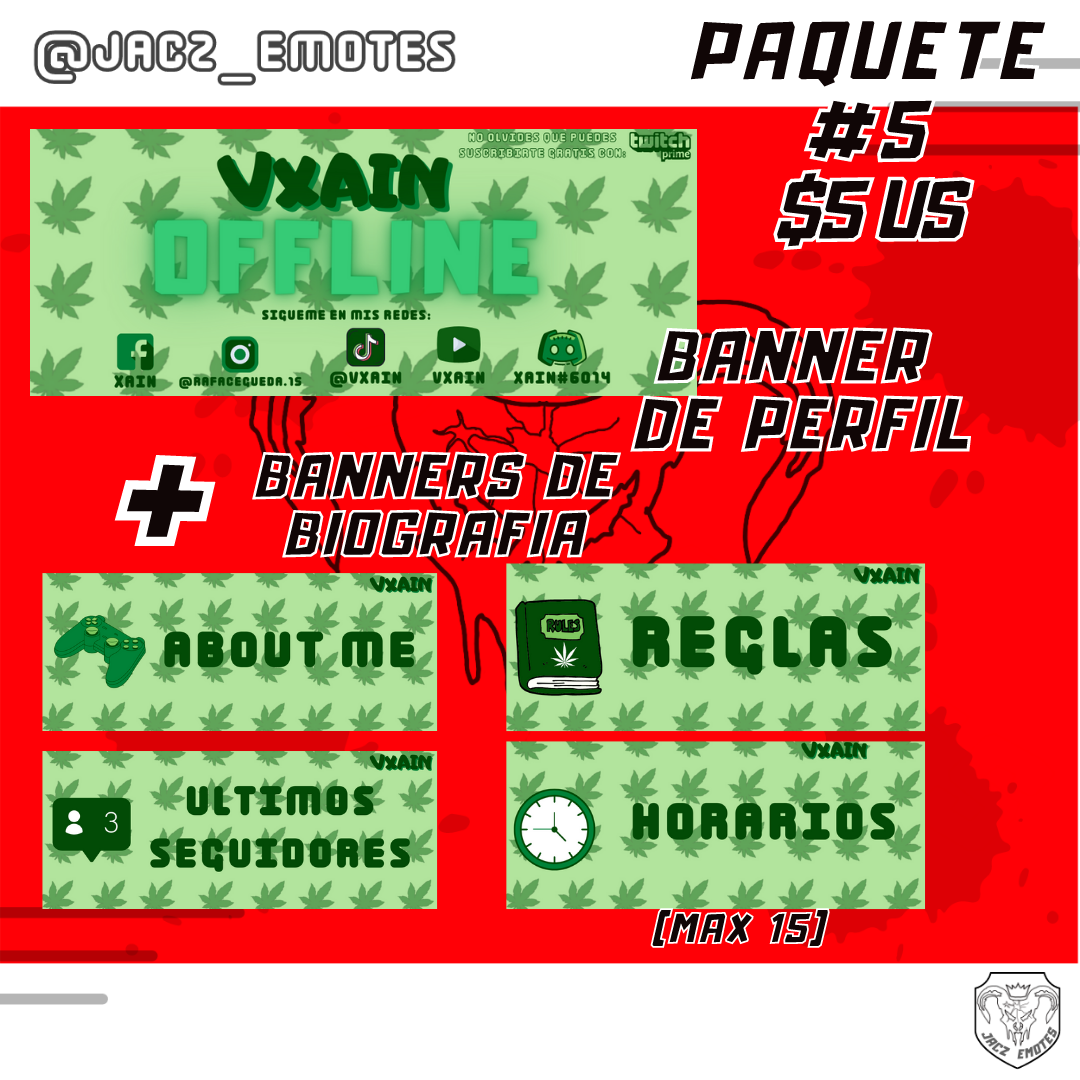 @JACZ_EMOTES
PAQUETE
#5
$5 US
NO OLVIDES QUE PUEDES
SUSCRIBIRTE GRATIS CON:
twitch
prime
VXAIN
OFFLINE
SIGUEME EN MIS REDES:
XAIN
@RAFACEGUEDA.15
@VXAIN
VXAIN
XAIN#6014
BANNER
DE PERFIL
+
BANNERS DE
BIOGRAFIA
VXAIN
ABOUT ME
VXAIN
RULES
REGLAS
VXAIN
3
ULTIMOS
SEGUIDORES
VXAIN
HORARIOS
[MAX 15]
JACZ EMOTES